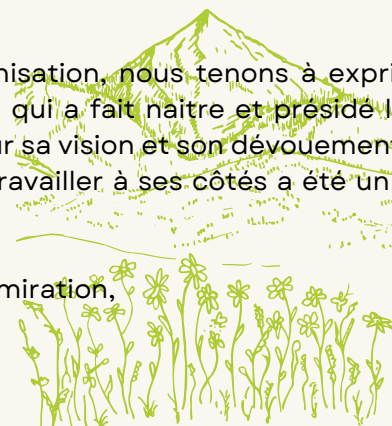 nisation, nous tenons à expri
qui a fait naitre et présidé l
r sa vision et son dévouement
ravailler à ses côtés a été un
miration,